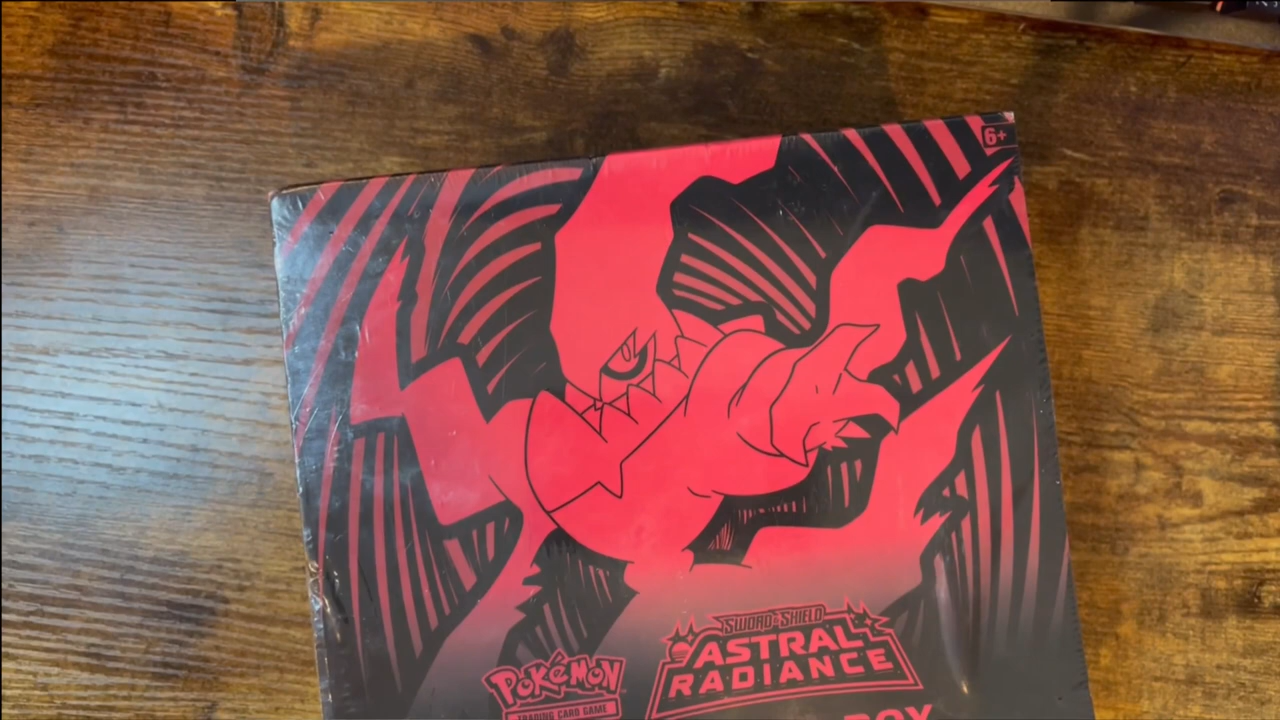 6+
SWORD & SHIELD
ASTRAL
RADIANCE
POKÉMON
TRADING CARD GAME
BOX